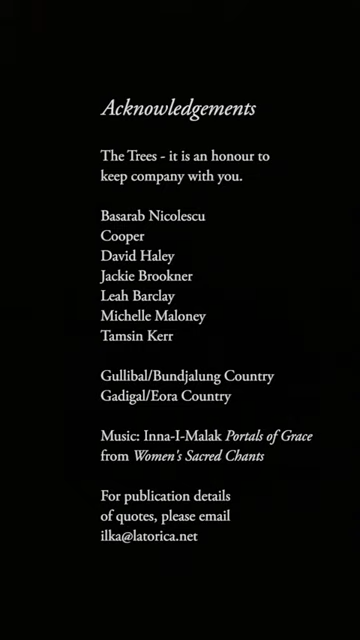 Acknowledgements
The Trees - it is an honour to
keep company with you.
Basarab Nicolescu
Cooper
David Haley
Jackie Brookner
Leah Barclay
Michelle Maloney
Tamsin Kerr
Gullibal/Bundjalung Country
Gadigal/Eora Country
Music: Inna-I-Malak Portals of Grace
from Women's Sacred Chants
For publication details
of quotes, please email
ilka@latorica.net